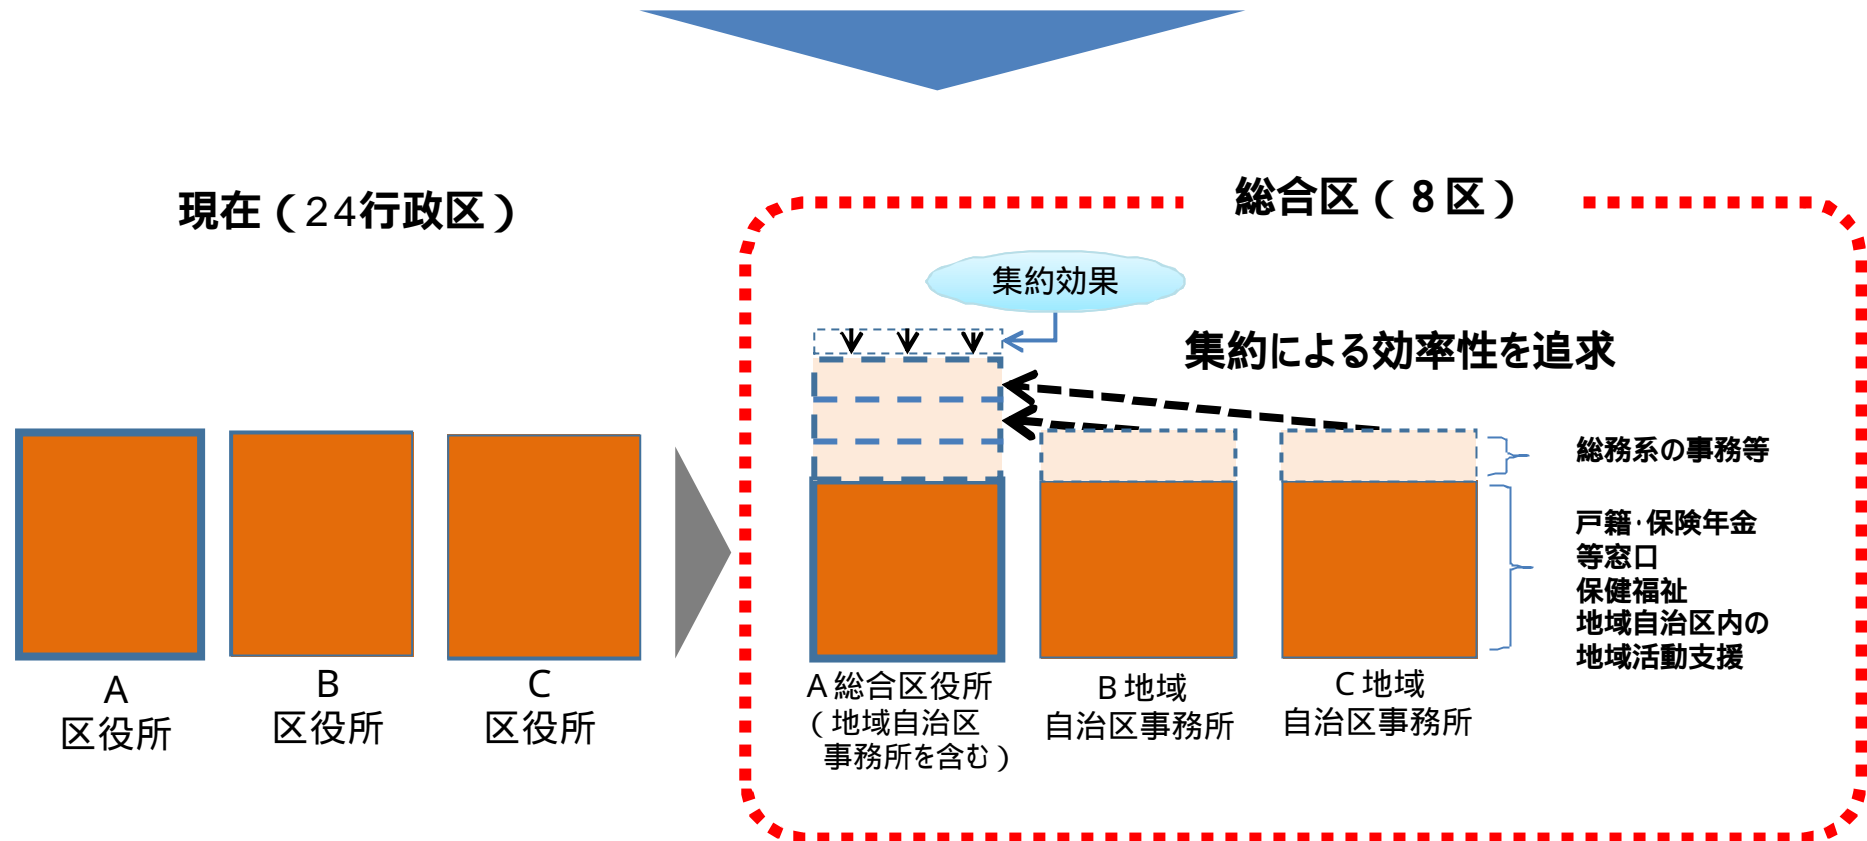 現在（24行政区）
総合区（８区）
集約効果
集約による効率性を追求
総務系の事務等
戸籍・保険年金
等窓口
保健福祉
地域自治区内の
地域活動支援
A
区役所
B
区役所
C
区役所
A総合区役所
（地域自治区
事務所を含む）
B地域
自治区事務所
C地域
自治区事務所